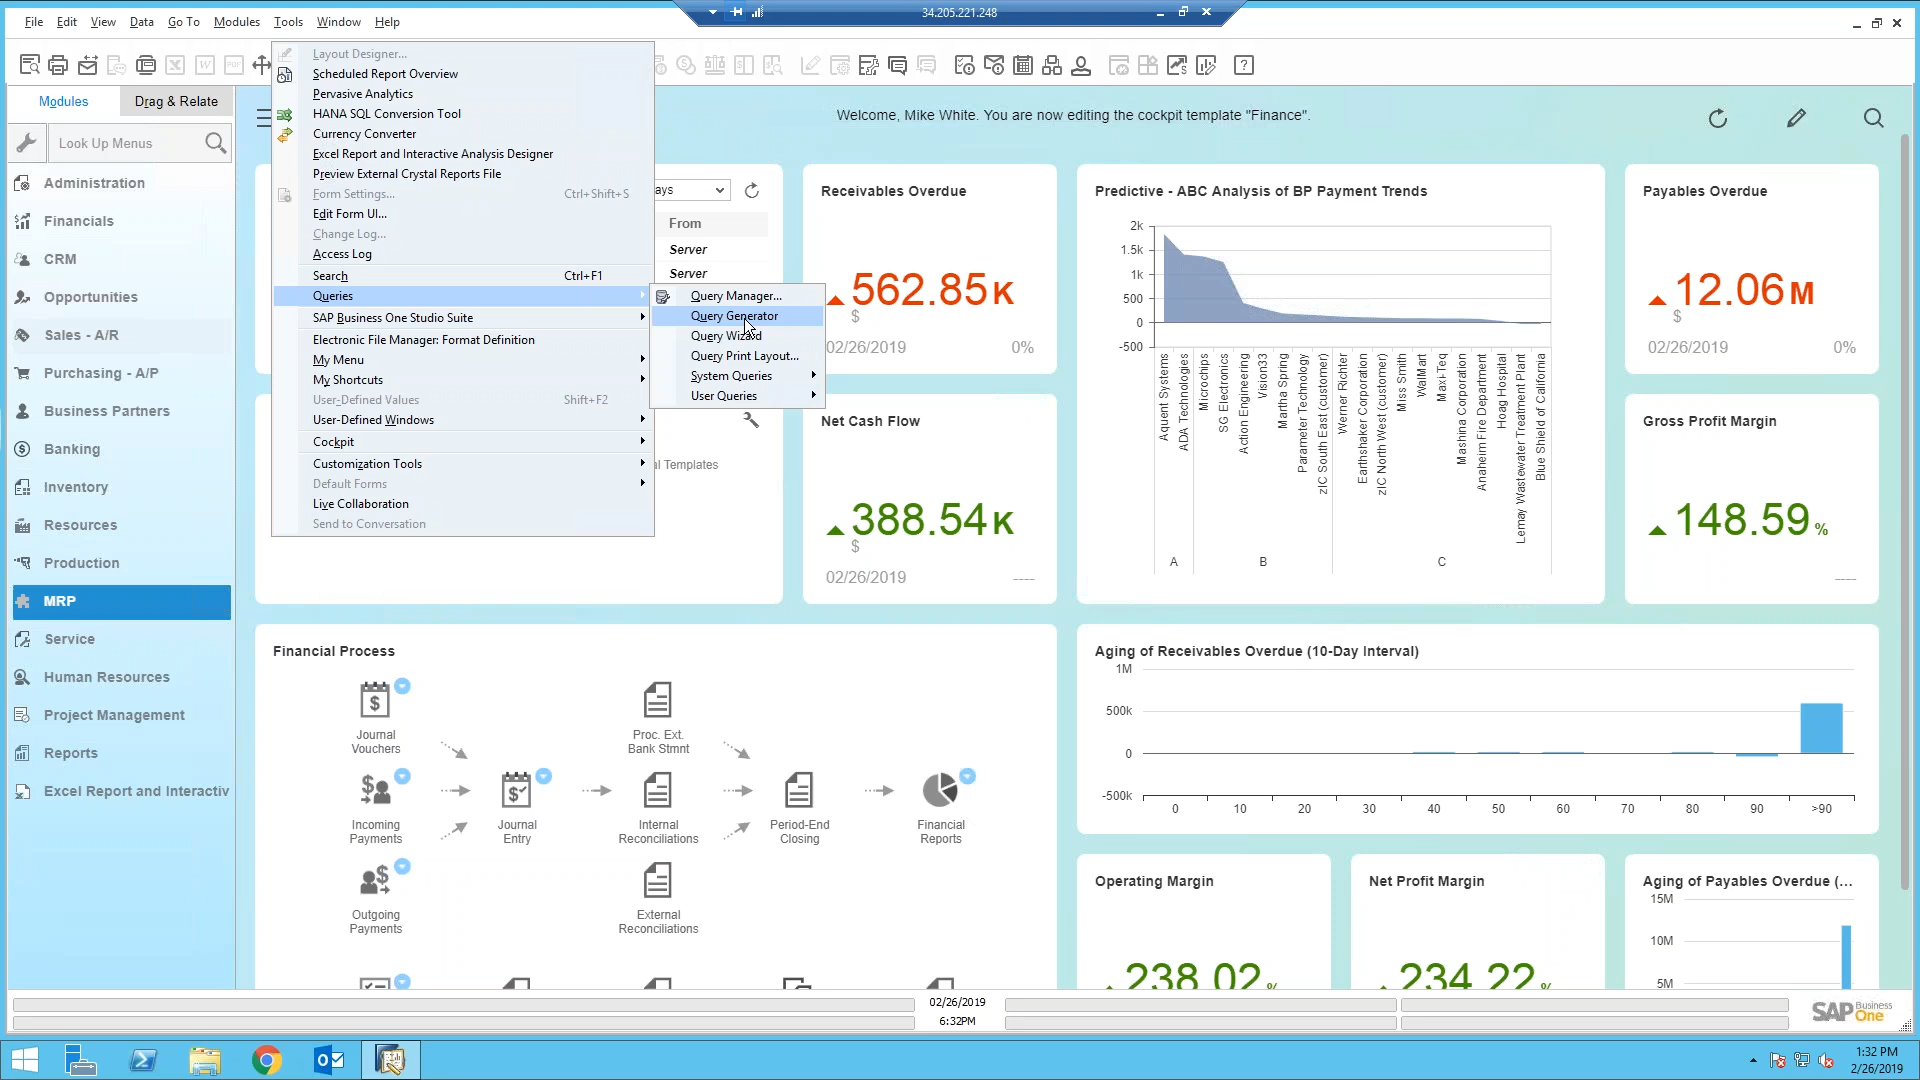 34.205.221.248
File Edit View Data Go To Modules Tools Window Help
Modules
Drag & Relate
Look Up Menus
Administration
Financials
CRM
Opportunities
Sales - A/R
Purchasing - A/P
Business Partners
Banking
Inventory
Resources
Production
MRP
Service
Human Resources
Project Management
Reports
Excel Report and Interactiv
Layout Designer...
Scheduled Report Overview
Pervasive Analytics
HANA SQL Conversion Tool
Currency Converter
Excel Report and Interactive Analysis Designer
Preview External Crystal Reports File
Form Settings... Ctrl+Shift+S
Edit Form UI...
Change Log...
Access Log
Search Ctrl+F1
Queries
SAP Business One Studio Suite
Electronic File Manager: Format Definition
My Menu
My Shortcuts
User-Defined Values Shift+F2
User-Defined Windows
Cockpit
Customization Tools
Default Forms
Live Collaboration
Send to Conversation
Query Manager...
Query Generator
Query Wizard
Query Print Layout...
System Queries
User Queries
Welcome, Mike White. You are now editing the cockpit template "Finance".
ays
From
Server
Server
l Templates
Receivables Overdue
562.85 K
$
02/26/2019 0%
Net Cash Flow
388.54 K
$
02/26/2019 ----
Predictive - ABC Analysis of BP Payment Trends
2k
1.5k
1k
500
0
-500
Aquent Systems
ADA Technologies
Microchips
SG Electronics
Action Engineering
Vision33
Martha Spring
Parameter Technology
zIC South East (customer)
Werner Richter
Earthshaker Corporation
zIC North West (customer)
Miss Smith
WalMart
Maxi-Teq
Mashina Corporation
Anaheim Fire Department
Hoag Hospital
Lemay Wastewater Treatment Plant
Blue Shield of California
A B C
Payables Overdue
12.06 M
$
02/26/2019 0%
Gross Profit Margin
148.59 %
----
Financial Process
Journal
Vouchers
Proc. Ext.
Bank Stmnt
Incoming
Payments
Journal
Entry
Internal
Reconciliations
Period-End
Closing
Financial
Reports
Outgoing
Payments
External
Reconciliations
Aging of Receivables Overdue (10-Day Interval)
1M
500k
0
-500k
0 10 20 30 40 50 60 70 80 90 >90
Operating Margin
238.02 %
Net Profit Margin
234.22 %
Aging of Payables Overdue (...
15M
10M
5M
02/26/2019
6:32PM
SAP Business One
1:32 PM
2/26/2019